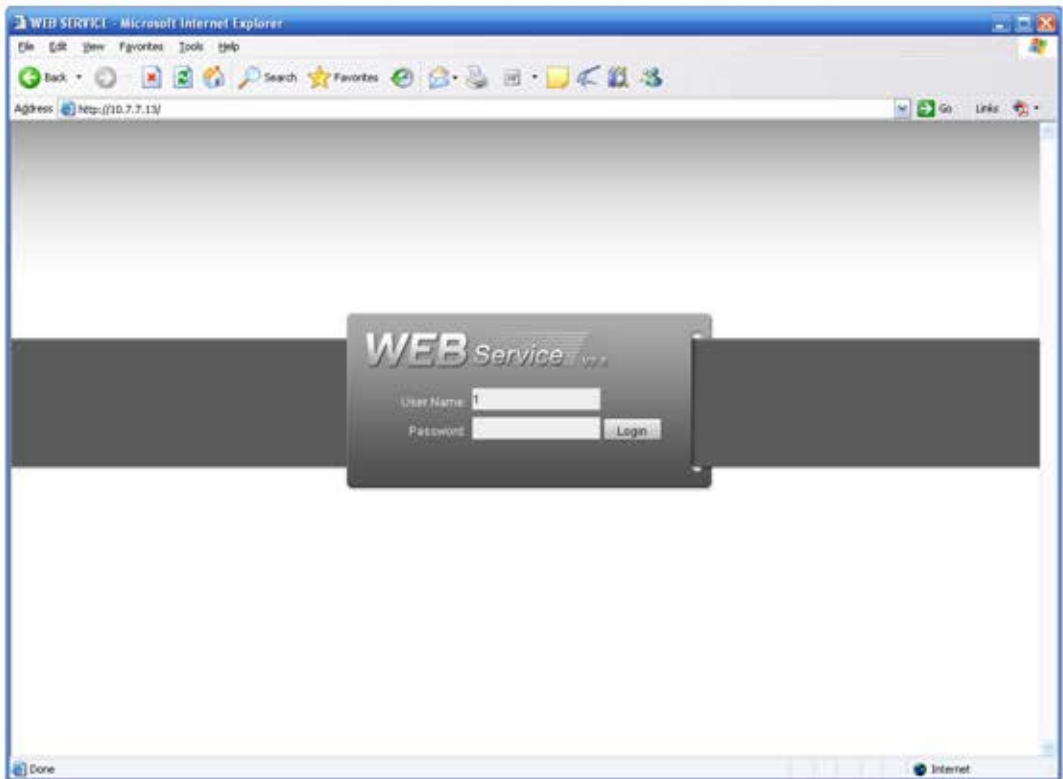 WEB SERVICE - Microsoft Internet Explorer
File Edit View Favorites Tools Help
Back Search Favorites
Address http://10.7.7.13/ Go Links
WEB Service
User Name: 1
Password: Login
Done Internet